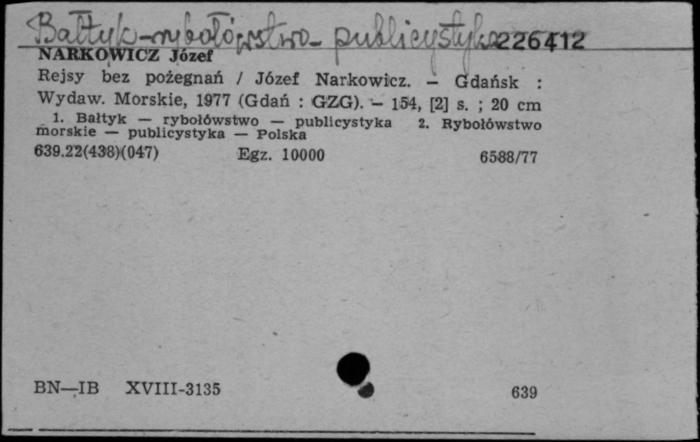 Bałtyk - rybołówstwo - publicystyka 226412
NARKOWICZ Józef
Rejsy bez pożegnań / Józef Narkowicz. — Gdańsk :
Wydaw. Morskie, 1977 (Gdań : GZG). — 154, [2] s. ; 20 cm
1. Bałtyk — rybołówstwo — publicystyka 2. Rybołówstwo
morskie — publicystyka — Polska
639.22(438)(047) Egz. 10000 6588/77
BN—IB XVIII-3135 639